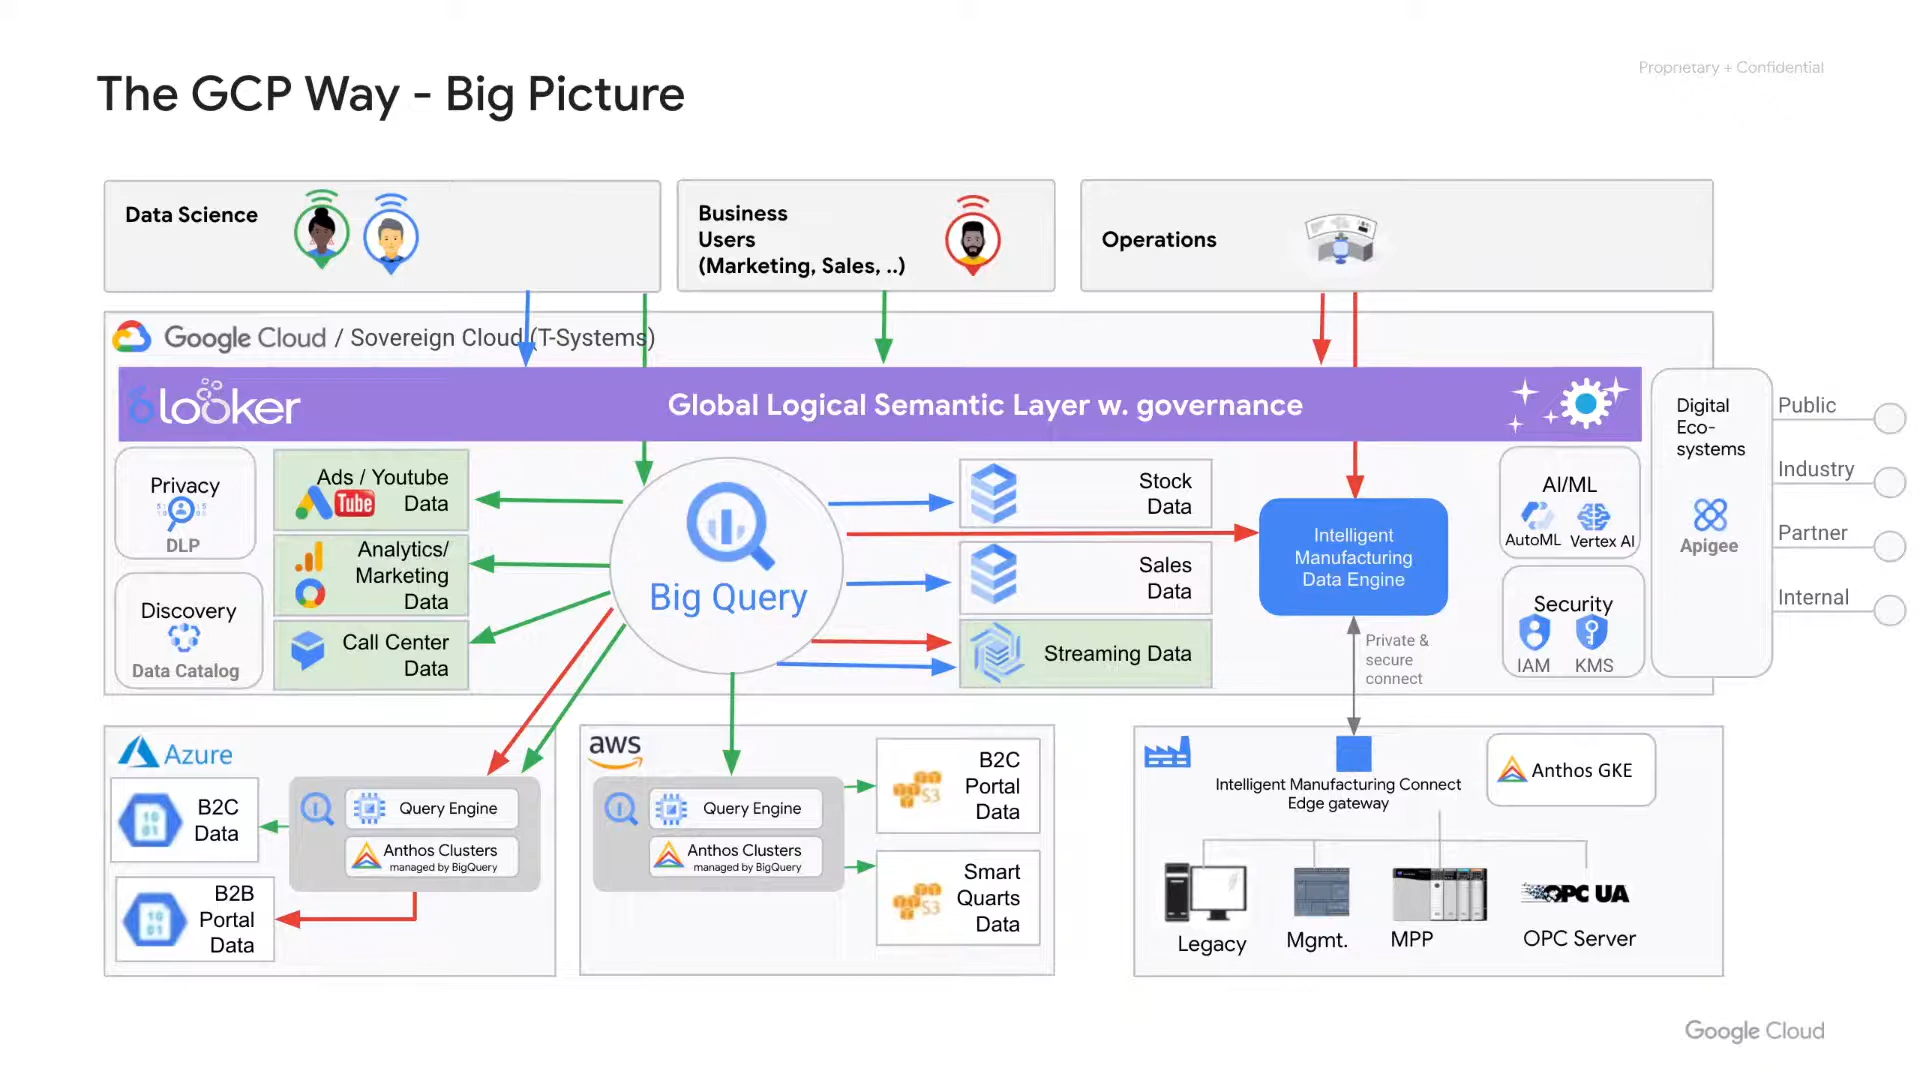 Proprietary + Confidential
The GCP Way - Big Picture
Data Science
Business
Users
(Marketing, Sales, ..)
Operations
Google Cloud / Sovereign Cloud (T-Systems)
looker
Global Logical Semantic Layer w. governance
Privacy
DLP
Discovery
Data Catalog
Ads / Youtube
Data
Tube
Analytics/
Marketing
Data
Call Center
Data
Big Query
Stock
Data
Sales
Data
Streaming Data
Intelligent
Manufacturing
Data Engine
Private &
secure
connect
AI/ML
AutoML
Vertex AI
Security
IAM
KMS
Digital
Eco-
systems
Apigee
Public
Industry
Partner
Internal
Azure
B2C
Data
B2B
Portal
Data
Query Engine
Anthos Clusters
managed by BigQuery
aws
Query Engine
Anthos Clusters
managed by BigQuery
B2C
Portal
Data
S3
Smart
Quarts
Data
S3
Intelligent Manufacturing Connect
Edge gateway
Anthos GKE
Legacy
Mgmt.
MPP
OPC UA
OPC Server
Google Cloud